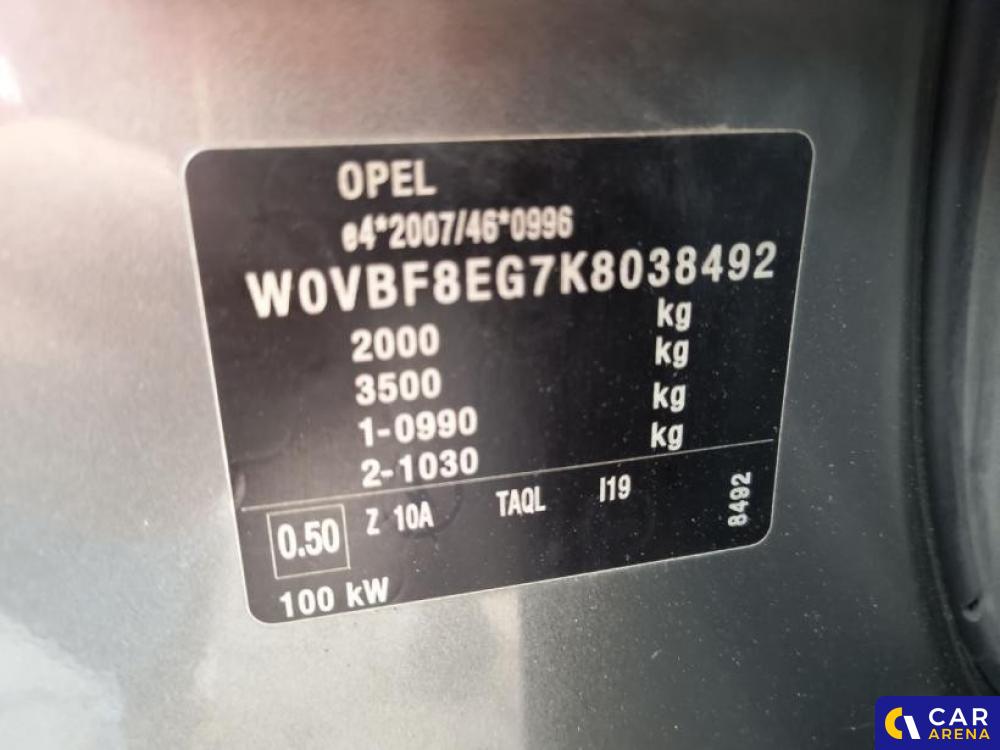 OPEL
e4*2007/46*0996
W0VBF8EG7K8038492
2000 kg
3500 kg
1-0990 kg
2-1030 kg
0.50 Z 10A TAQL I19 8492
100 kW
CAR
ARENA